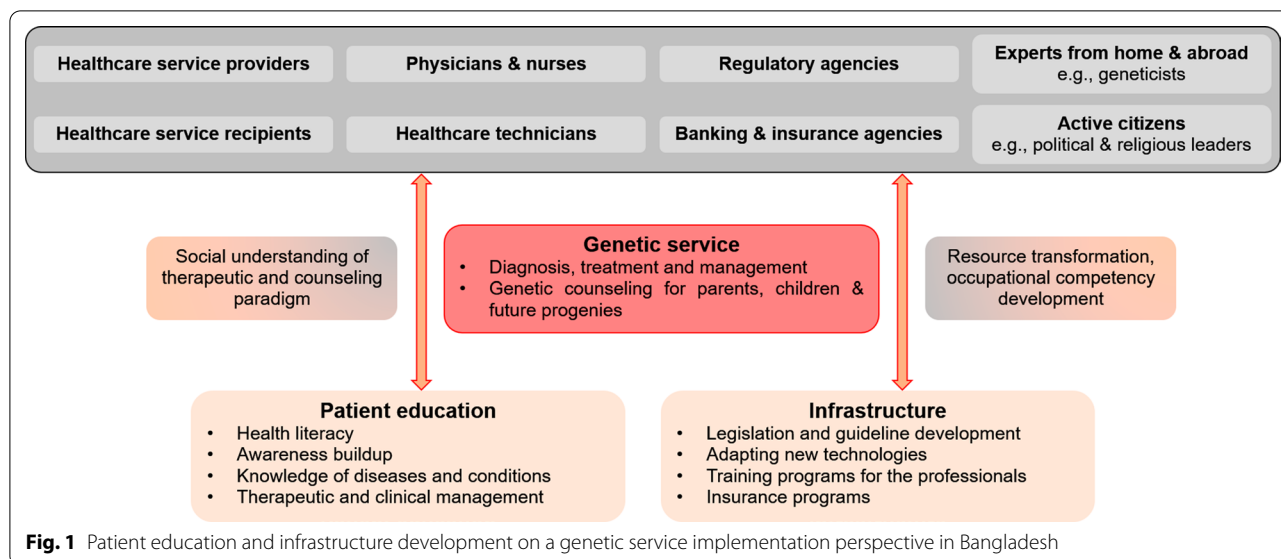 Healthcare service providers
Physicians & nurses
Regulatory agencies
Experts from home & abroad
e.g., geneticists
Healthcare service recipients
Healthcare technicians
Banking & insurance agencies
Active citizens
e.g., political & religious leaders
Social understanding of
therapeutic and counseling
paradigm
Genetic service
• Diagnosis, treatment and management
• Genetic counseling for parents, children &
future progenies
Resource transformation,
occupational competency
development
Patient education
• Health literacy
• Awareness buildup
• Knowledge of diseases and conditions
• Therapeutic and clinical management
Infrastructure
• Legislation and guideline development
• Adapting new technologies
• Training programs for the professionals
• Insurance programs
Fig. 1 Patient education and infrastructure development on a genetic service implementation perspective in Bangladesh